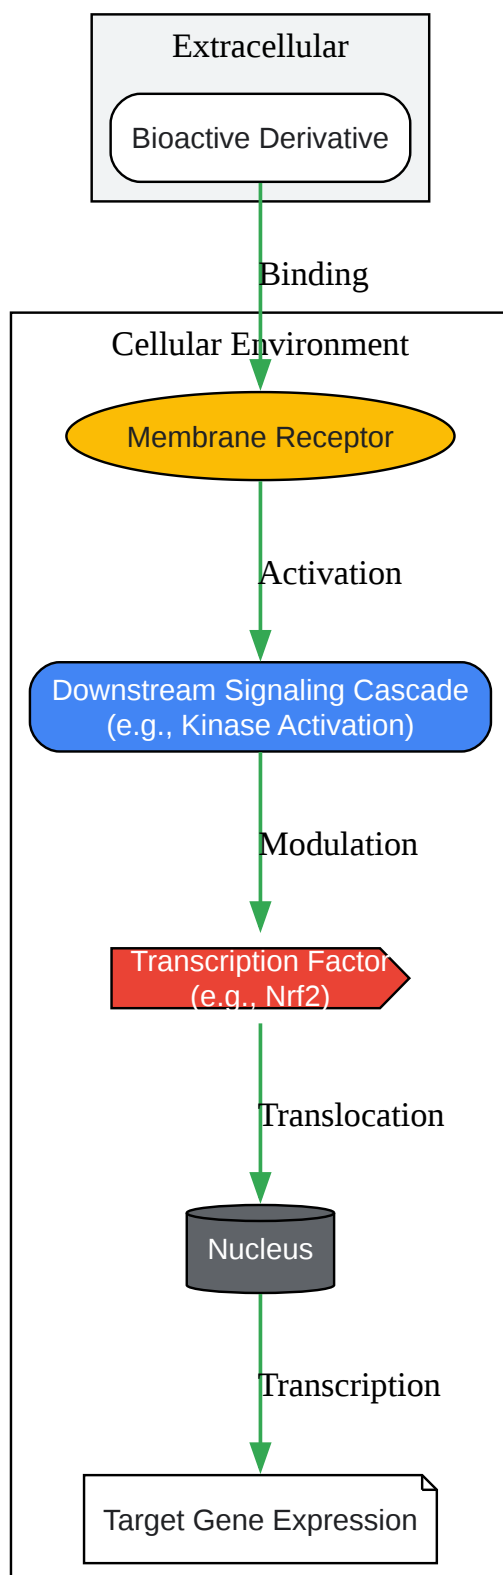 Extracellular
Bioactive Derivative
Binding
Cellular Environment
Membrane Receptor
Activation
Downstream Signaling Cascade
(e.g., Kinase Activation)
Modulation
Transcription Factor
(e.g., Nrf2)
Translocation
Nucleus
Transcription
Target Gene Expression